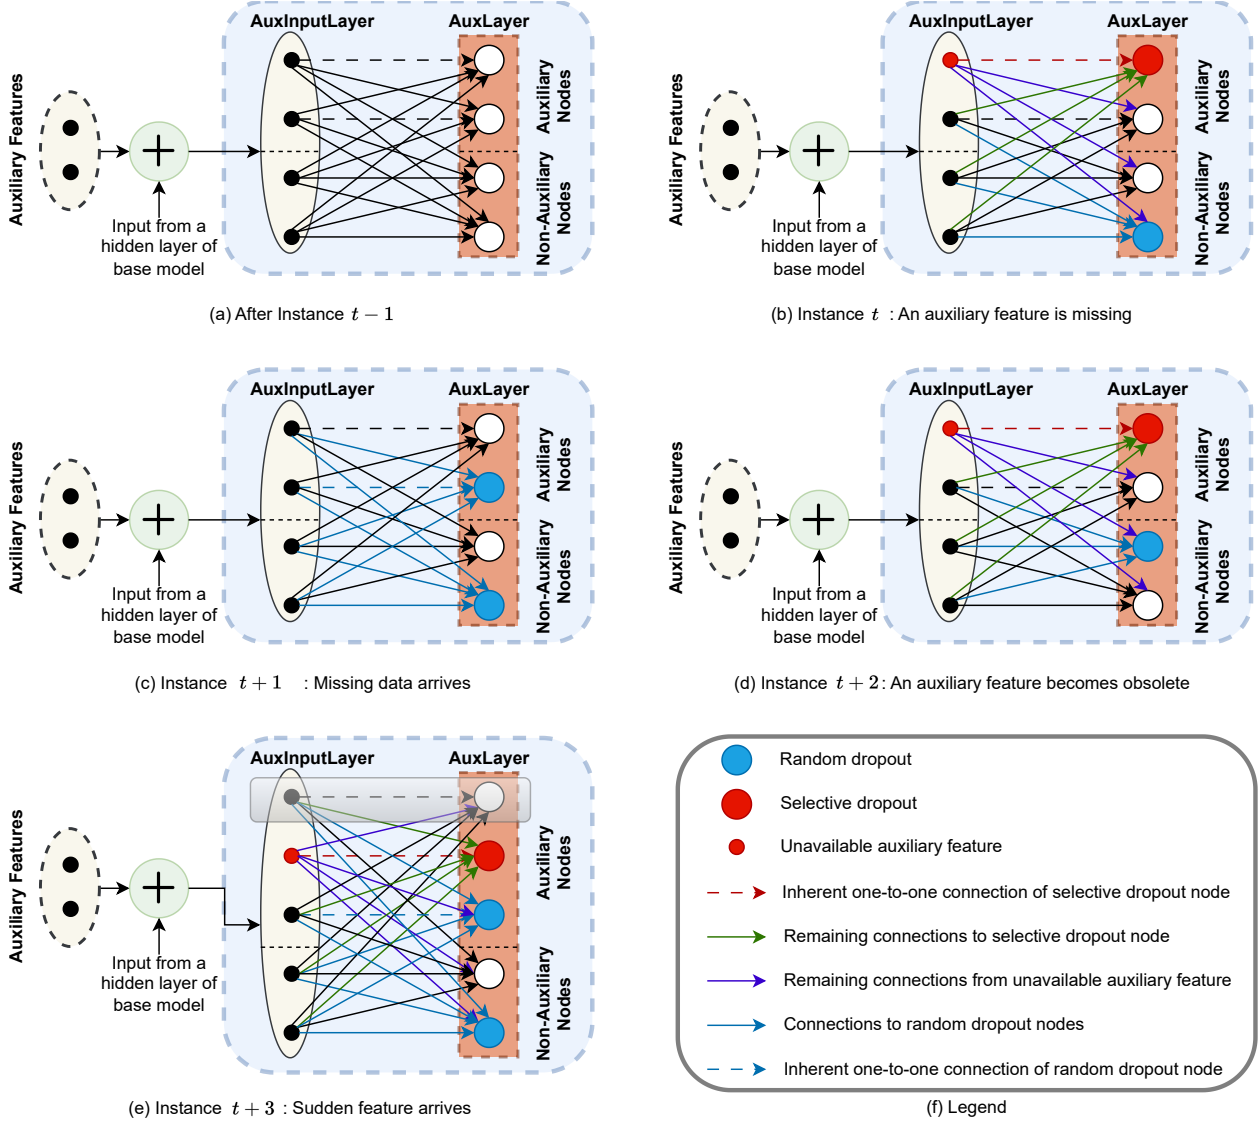 AuxInputLayer
AuxLayer
Auxiliary Features
Auxiliary
Nodes
Non-Auxiliary
Nodes
+
Input from a
hidden layer of
base model
(a) After Instance t − 1
AuxInputLayer
AuxLayer
Auxiliary Features
Auxiliary
Nodes
Non-Auxiliary
Nodes
+
Input from a
hidden layer of
base model
(b) Instance t : An auxiliary feature is missing
AuxInputLayer
AuxLayer
Auxiliary Features
Auxiliary
Nodes
Non-Auxiliary
Nodes
+
Input from a
hidden layer of
base model
(c) Instance t + 1 : Missing data arrives
AuxInputLayer
AuxLayer
Auxiliary Features
Auxiliary
Nodes
Non-Auxiliary
Nodes
+
Input from a
hidden layer of
base model
(d) Instance t + 2 : An auxiliary feature becomes obsolete
AuxInputLayer
AuxLayer
Auxiliary Features
Auxiliary
Nodes
Non-Auxiliary
Nodes
+
Input from a
hidden layer of
base model
(e) Instance t + 3 : Sudden feature arrives
Random dropout
Selective dropout
Unavailable auxiliary feature
Inherent one-to-one connection of selective dropout node
Remaining connections to selective dropout node
Remaining connections from unavailable auxiliary feature
Connections to random dropout nodes
Inherent one-to-one connection of random dropout node
(f) Legend